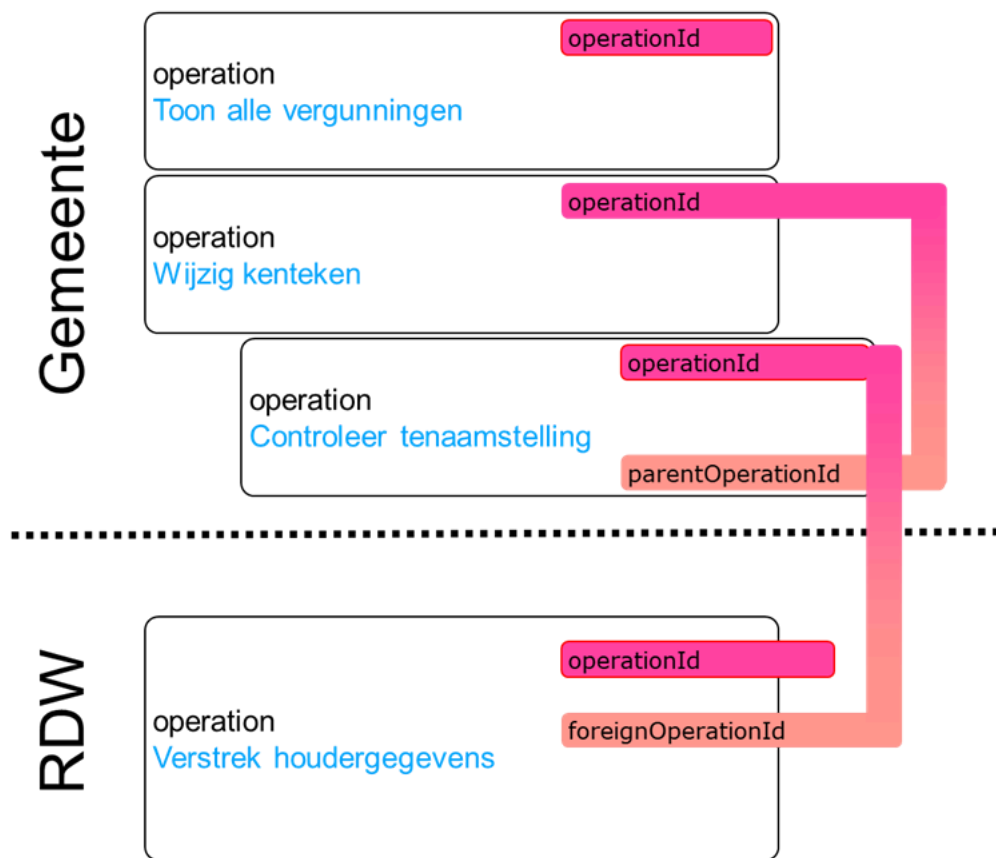 Gemeente
operationId
operation
Toon alle vergunningen
operationId
operation
Wijzig kenteken
operationId
operation
Controleer tenaamstelling
parentOperationId
RDW
operationId
operation
foreignOperationId
Verstrek houdergegevens